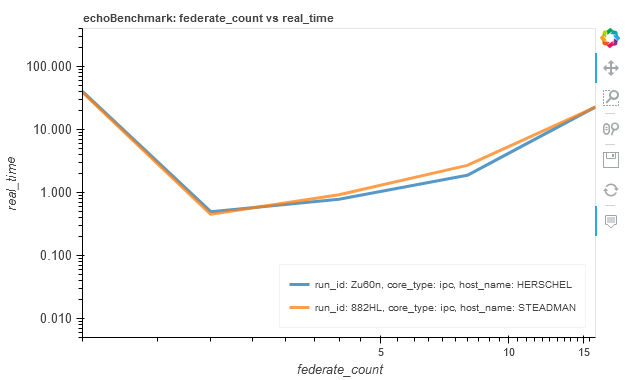 echoBenchmark: federate_count vs real_time
100.000
10.000
1.000
0.100
0.010
real_time
run_id: Zu60n, core_type: ipc, host_name: HERSCHEL
run_id: 882HL, core_type: ipc, host_name: STEADMAN
5
10
15
federate_count